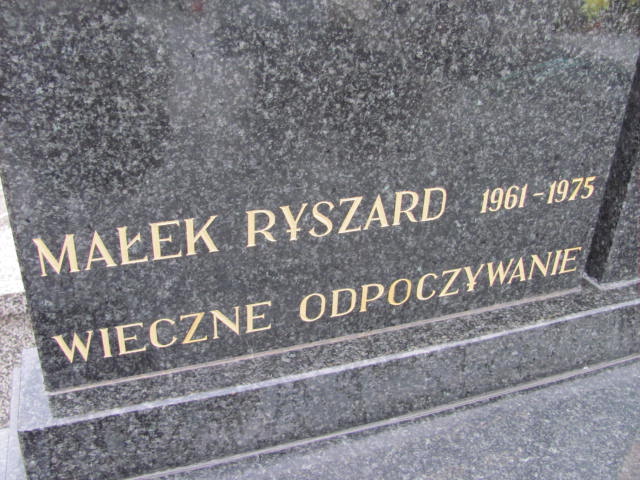 MAŁEK RYSZARD 1961-1975
WIECZNE ODPOCZYWANIE